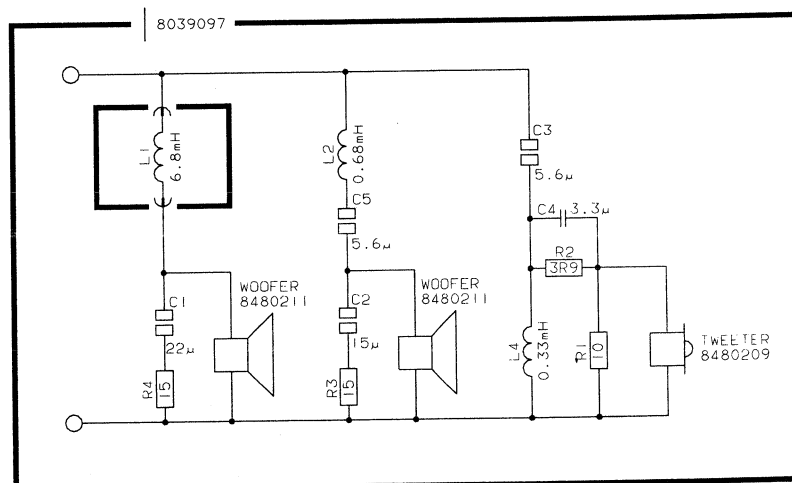 8039097
L1
6.8mH
L2
0.68mH
C3
5.6µ
C5
5.6µ
C4
3.3µ
R2
3R9
C1
22µ
WOOFER
8480211
C2
15µ
WOOFER
8480211
L4
0.33mH
R1
10
TWEETER
8480209
R4
15
R3
15